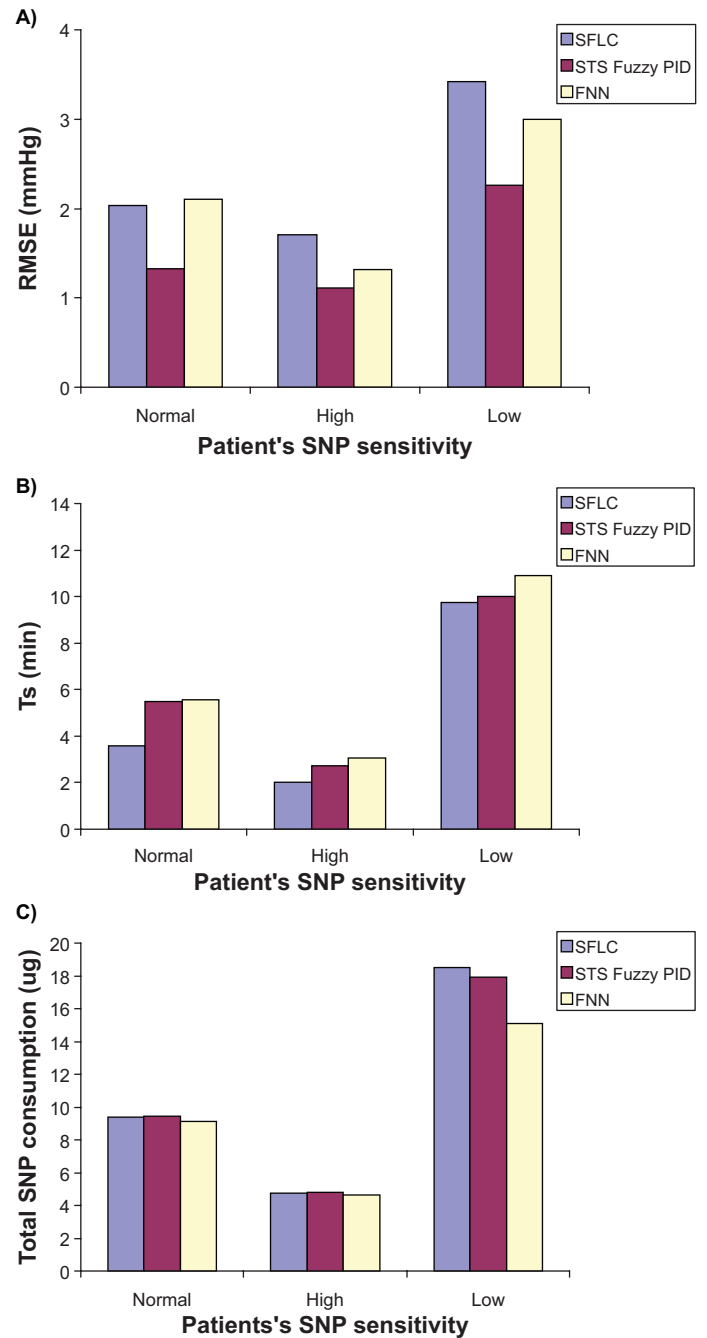 A)
4
3
2
1
0
RMSE (mmHg)
SFLC
STS Fuzzy PID
FNN
Normal High Low
Patient's SNP sensitivity
B)
14
12
10
8
6
4
2
0
Ts (min)
SFLC
STS Fuzzy PID
FNN
Normal High Low
Patient's SNP sensitivity
C)
20
18
16
14
12
10
8
6
4
2
0
Total SNP consumption (ug)
SFLC
STS Fuzzy PID
FNN
Normal High Low
Patients's SNP sensitivity